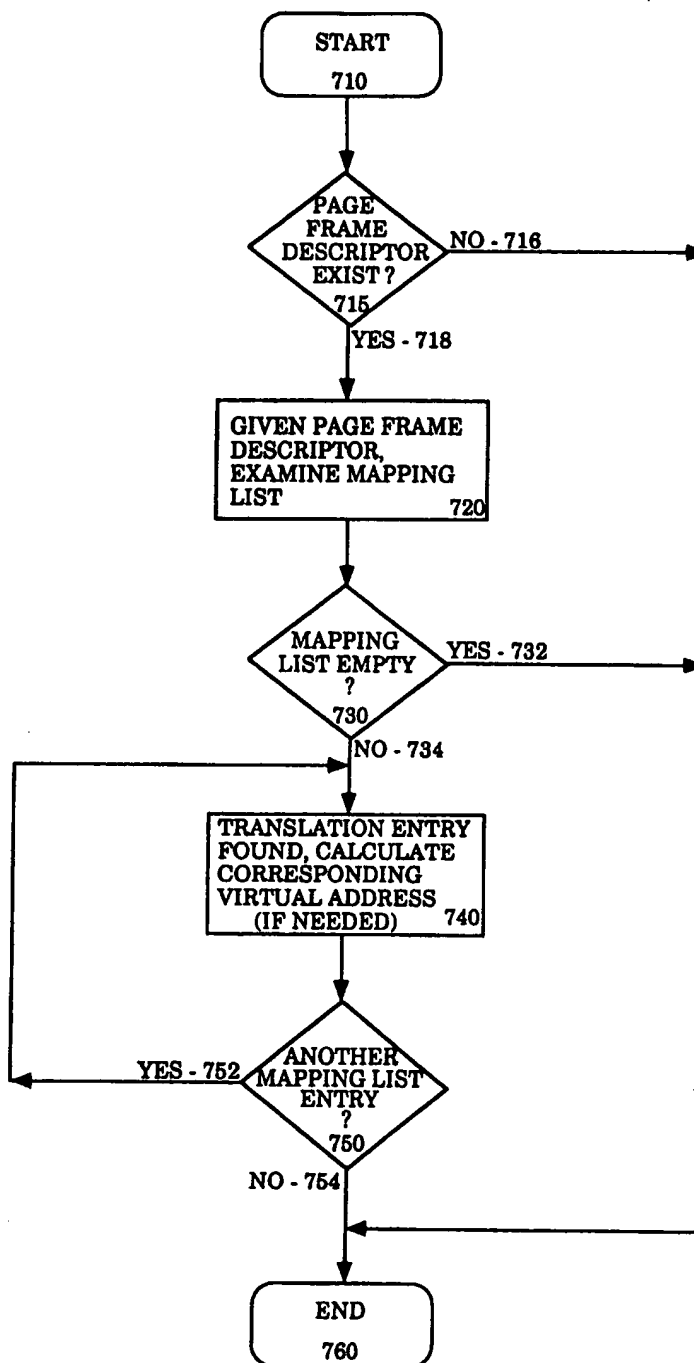 START
710
PAGE
FRAME
DESCRIPTOR
EXIST ?
715
NO - 716
YES - 718
GIVEN PAGE FRAME
DESCRIPTOR,
EXAMINE MAPPING
LIST
720
MAPPING
LIST EMPTY
?
730
YES - 732
NO - 734
TRANSLATION ENTRY
FOUND, CALCULATE
CORRESPONDING
VIRTUAL ADDRESS
(IF NEEDED)
740
ANOTHER
MAPPING LIST
ENTRY
?
750
YES - 752
NO - 754
END
760